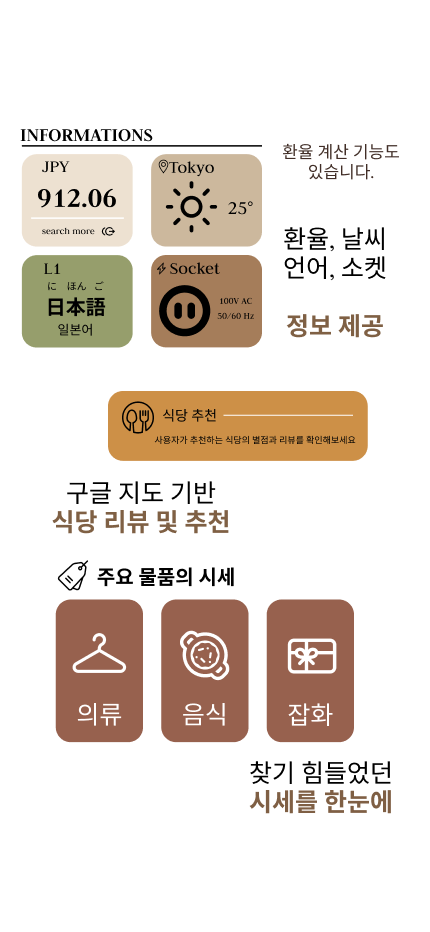 INFORMATIONS
JPY
912.06
search more
Tokyo
25°
환율 계산 기능도
있습니다.
L1
に ほん ご
日本語
일본어
Socket
100V AC
50/60 Hz
환율, 날씨
언어, 소켓
정보 제공
식당 추천
사용자가 추천하는 식당의 별점과 리뷰를 확인해보세요
구글 지도 기반
식당 리뷰 및 추천
주요 물품의 시세
의류
음식
잡화
찾기 힘들었던
시세를 한눈에